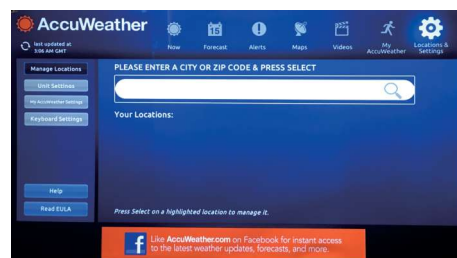 AccuWeather
last updated at
3:06 AM GMT
Now
15
Forecast
Alerts
Maps
Videos
My
AccuWeather
Locations &
Settings
Manage Locations
Unit Settings
My AccuWeather Settings
Keyboard Settings
Help
Read EULA
PLEASE ENTER A CITY OR ZIP CODE & PRESS SELECT
Your Locations:
Press Select on a highlighted location to manage it.
f
Like AccuWeather.com on Facebook for instant access
to the latest weather updates, forecasts, and more.